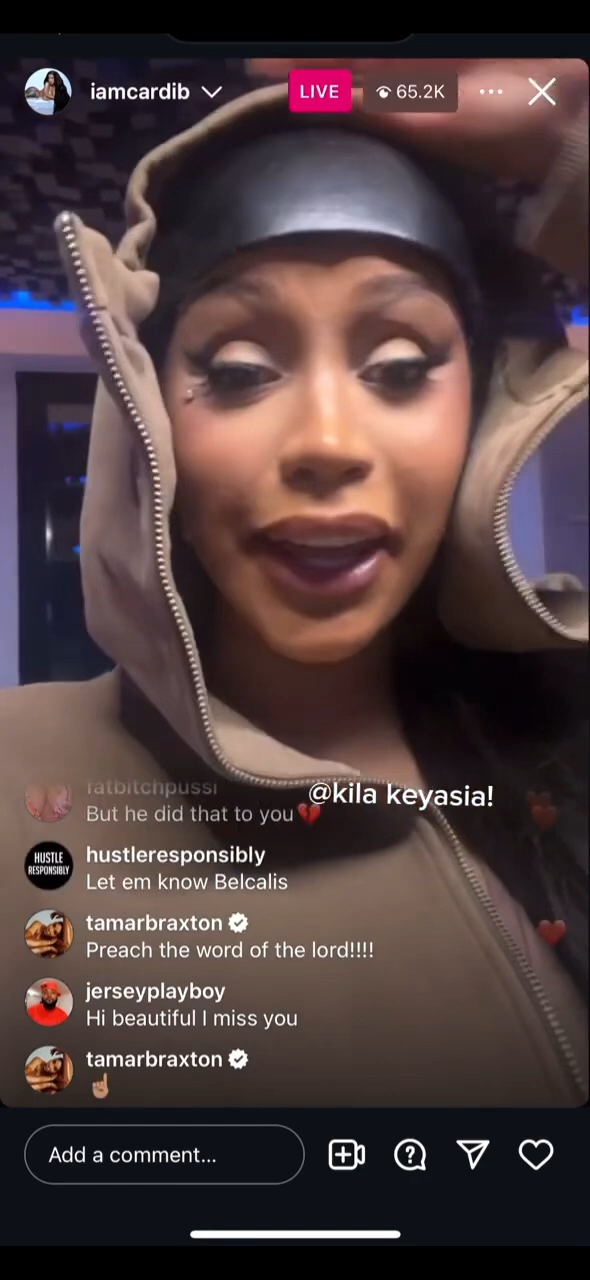 iamcardib
LIVE
65.2K
fatbitchpussi
But he did that to you💔
@kila keyasia!
HUSTLE
RESPONSIBLY
hustleresponsibly
Let em know Belcalis
tamarbraxton
Preach the word of the lord!!!!
jerseyplayboy
Hi beautiful I miss you
tamarbraxton
☝🏼
Add a comment...